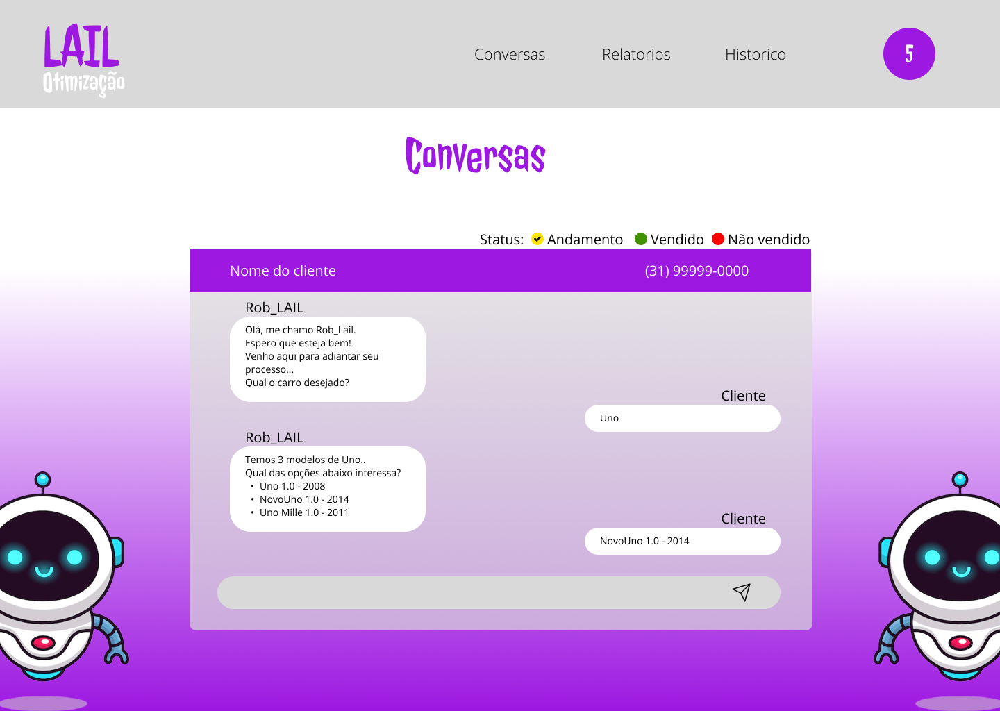 LAIL
Otimização
Conversas
Relatorios
Historico
5
Conversas
Status: Andamento Vendido Não vendido
Nome do cliente
(31) 99999-0000
Rob_LAIL
Olá, me chamo Rob_Lail.
Espero que esteja bem!
Venho aqui para adiantar seu
processo...
Qual o carro desejado?
Cliente
Uno
Rob_LAIL
Temos 3 modelos de Uno..
Qual das opções abaixo interessa?
• Uno 1.0 - 2008
• NovoUno 1.0 - 2014
• Uno Mille 1.0 - 2011
Cliente
NovoUno 1.0 - 2014